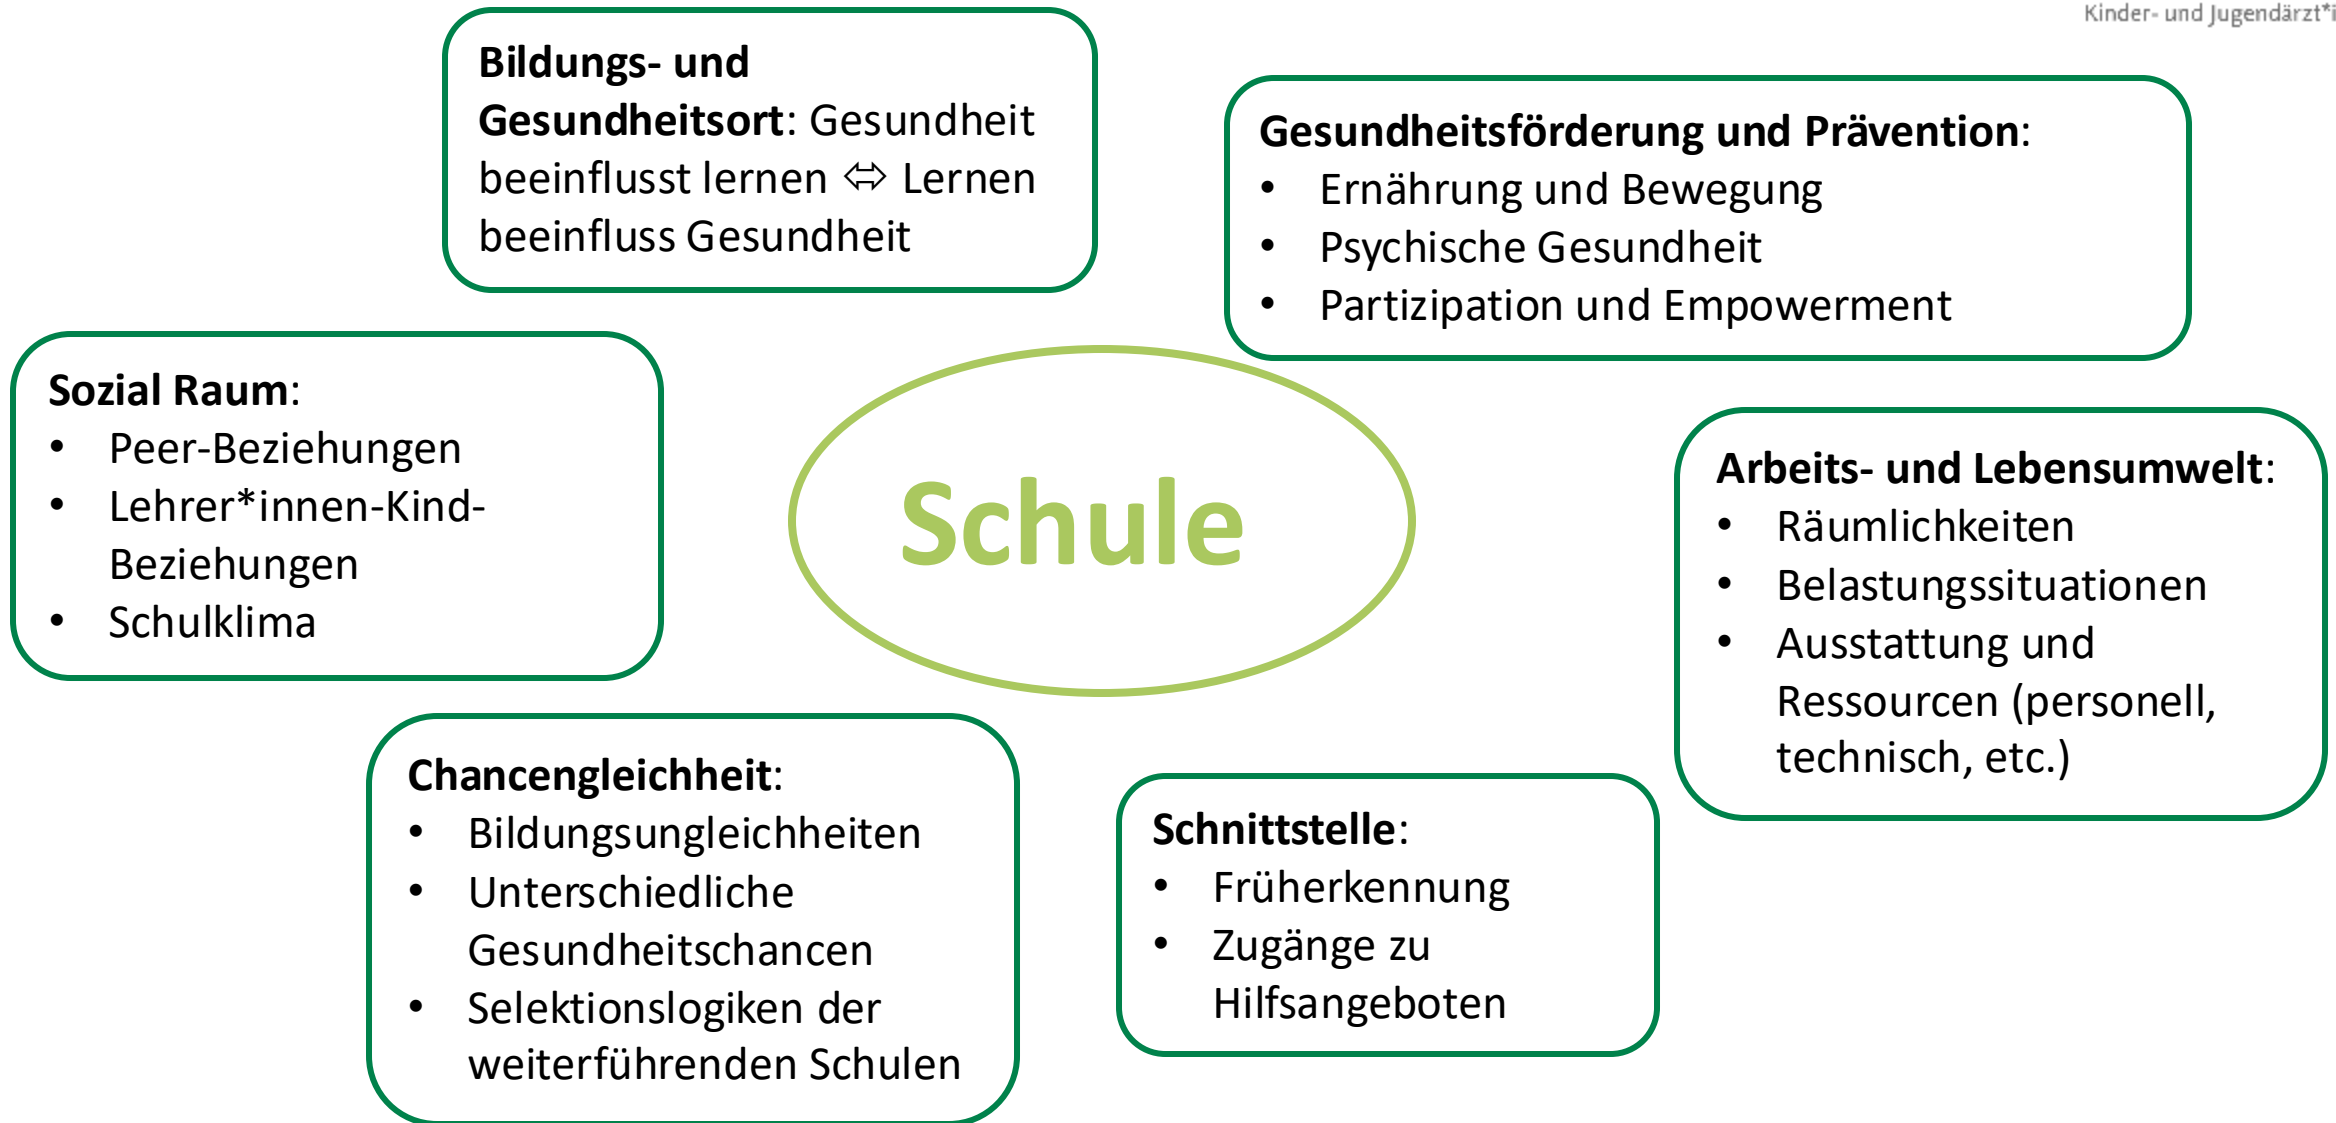 Kinder- und Jugendärzt*i
Bildungs- und
Gesundheitsort: Gesundheit
beeinflusst lernen ⬄ Lernen
beeinfluss Gesundheit
Gesundheitsförderung und Prävention:
• Ernährung und Bewegung
• Psychische Gesundheit
• Partizipation und Empowerment
Sozial Raum:
• Peer-Beziehungen
• Lehrer*innen-Kind-
Beziehungen
• Schulklima
Schule
Arbeits- und Lebensumwelt:
• Räumlichkeiten
• Belastungssituationen
• Ausstattung und
Ressourcen (personell,
technisch, etc.)
Chancengleichheit:
• Bildungsungleichheiten
• Unterschiedliche
Gesundheitschancen
• Selektionslogiken der
weiterführenden Schulen
Schnittstelle:
• Früherkennung
• Zugänge zu
Hilfsangeboten